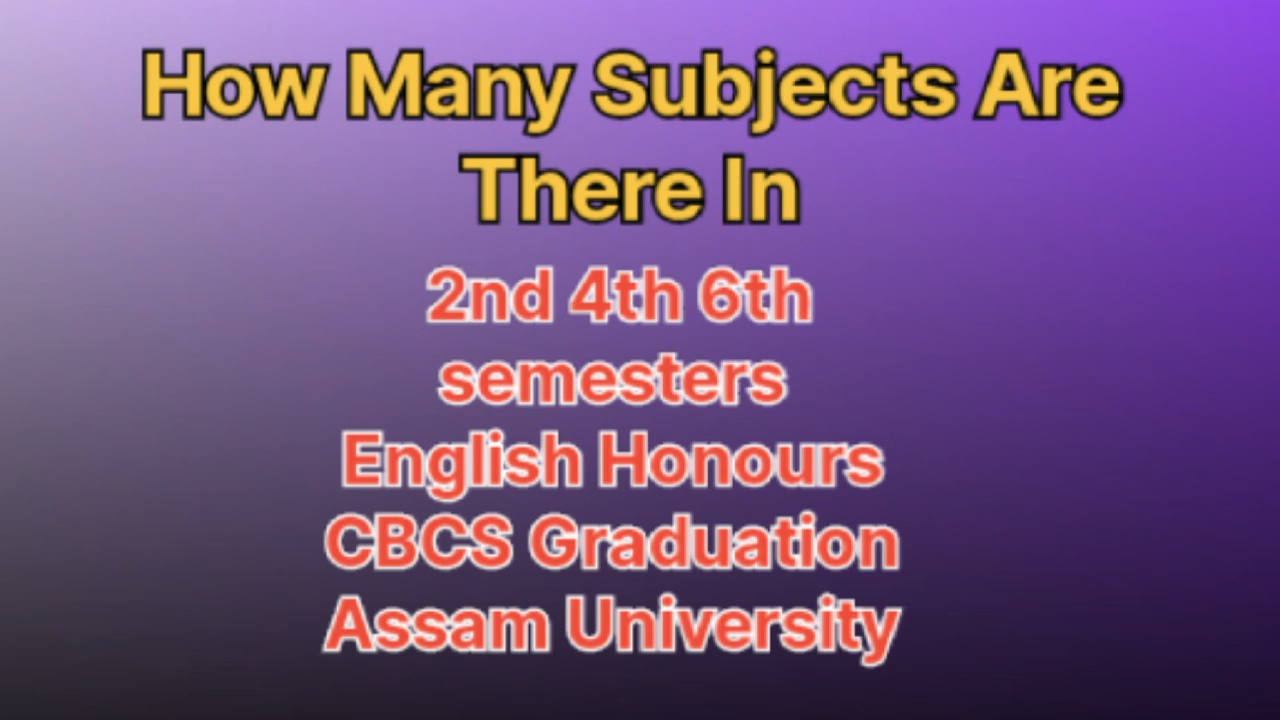 How Many Subjects Are
There In
2nd 4th 6th
semesters
English Honours
CBCS Graduation
Assam University